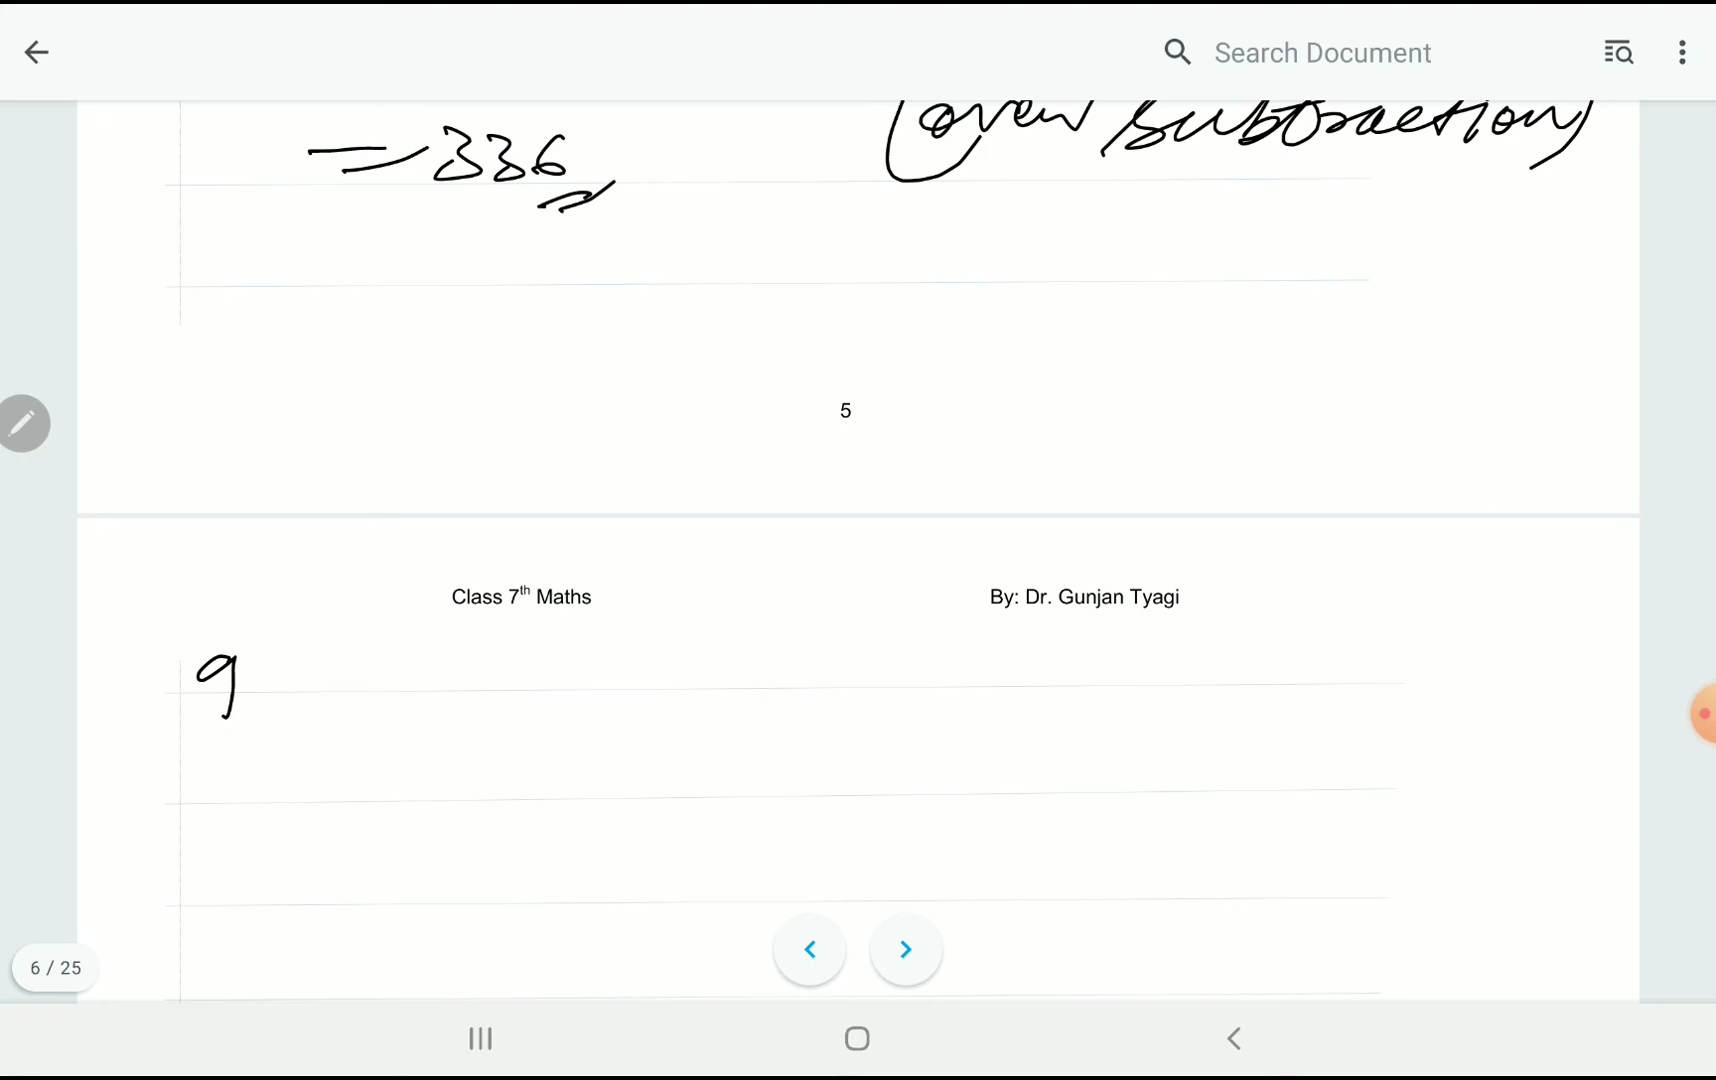 Search Document
(over subtraction)
= 336
5
Class 7th Maths By: Dr. Gunjan Tyagi
9
6 / 25